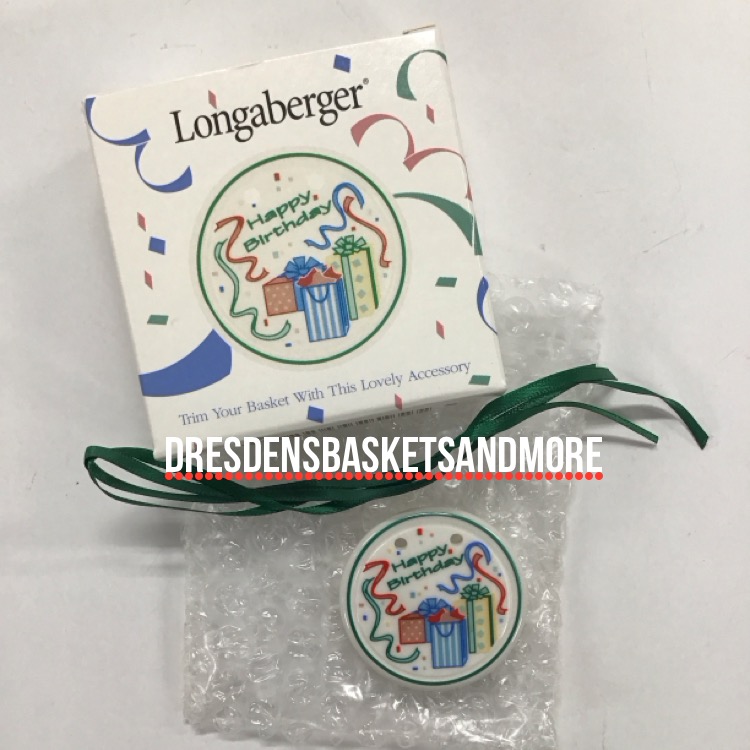 Longaberger®
Happy
Birthday
Trim Your Basket With This Lovely Accessory
DRESDENSBASKETSANDMORE
Happy
Birthday